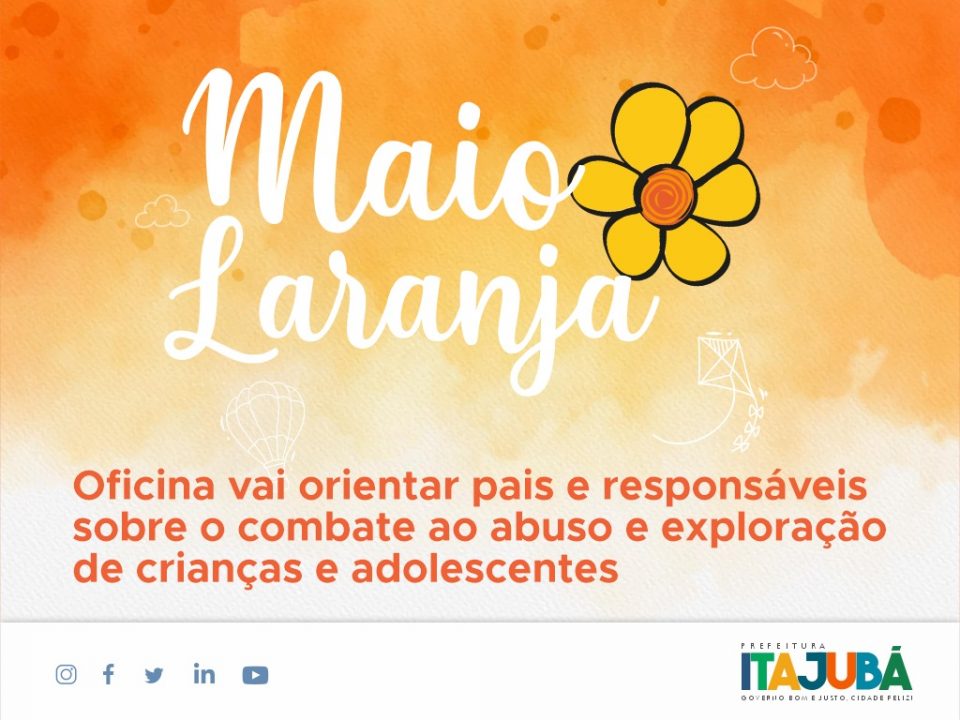 Maio
Laranja
Oficina vai orientar pais e responsáveis
sobre o combate ao abuso e exploração
de crianças e adolescentes
PREFEITURA
ITAJUBÁ
GOVERNO BOM E JUSTO, CIDADE FELIZ!